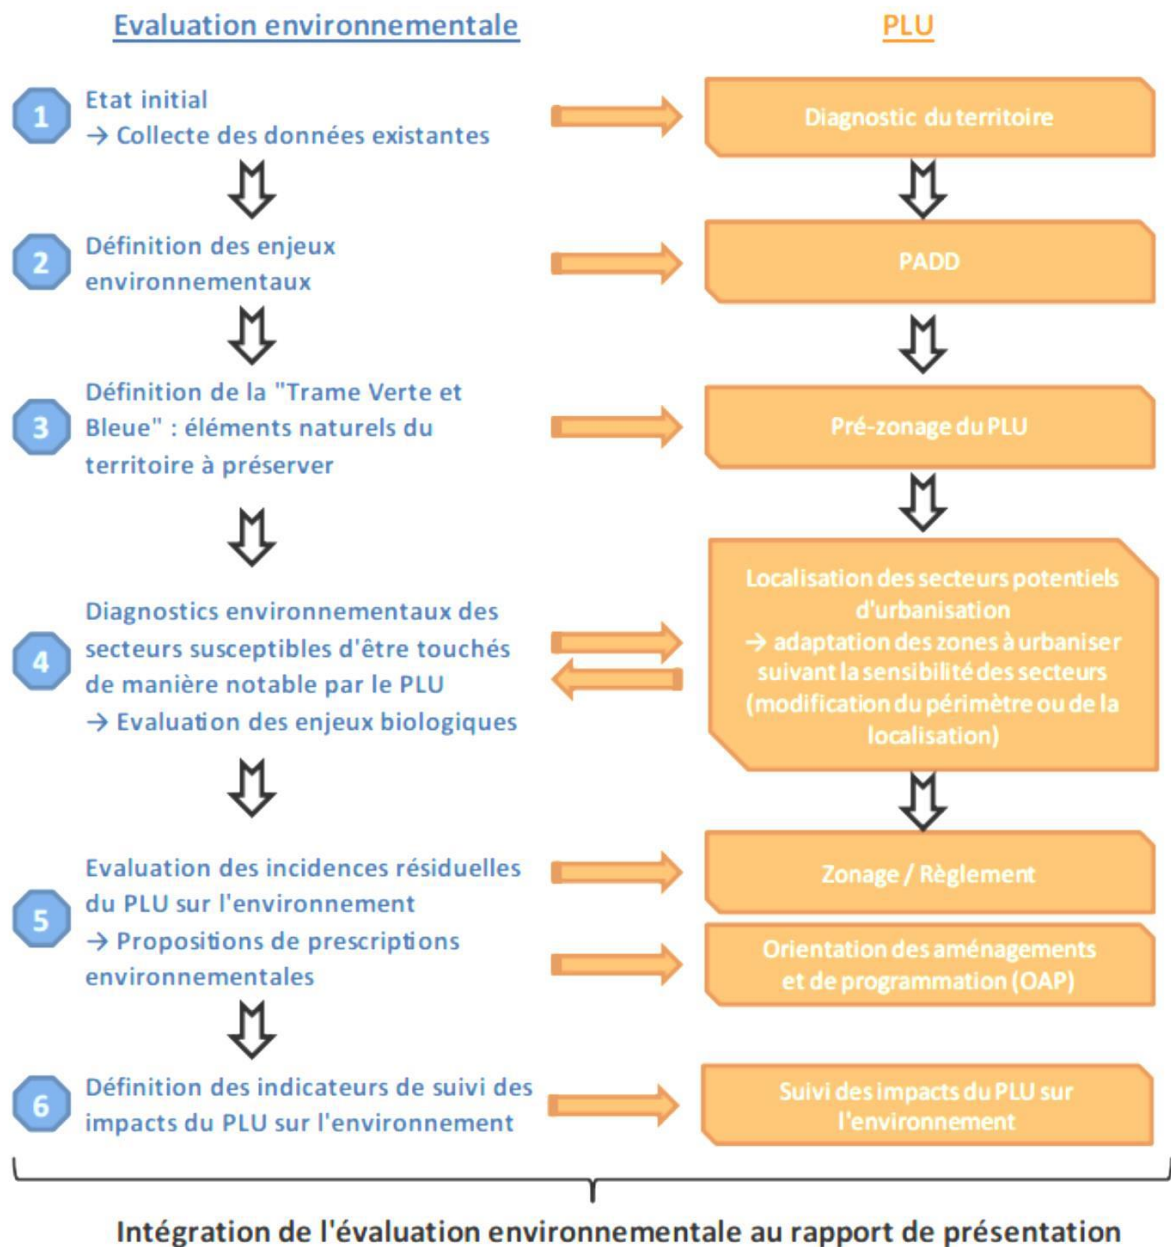 Evaluation environnementale
PLU
1
Etat initial
→ Collecte des données existantes
Diagnostic du territoire
2
Définition des enjeux
environnementaux
PADD
3
Définition de la "Trame Verte et
Bleue" : éléments naturels du
territoire à préserver
Pré-zonage du PLU
4
Diagnostics environnementaux des
secteurs susceptibles d'être touchés
de manière notable par le PLU
→ Evaluation des enjeux biologiques
Localisation des secteurs potentiels
d'urbanisation
→ adaptation des zones à urbaniser
suivant la sensibilité des secteurs
(modification du périmètre ou de la
localisation)
5
Evaluation des incidences résiduelles
du PLU sur l'environnement
→ Propositions de prescriptions
environnementales
Zonage / Règlement
Orientation des aménagements
et de programmation (OAP)
6
Définition des indicateurs de suivi des
impacts du PLU sur l'environnement
Suivi des impacts du PLU sur
l'environnement
Intégration de l'évaluation environnementale au rapport de présentation